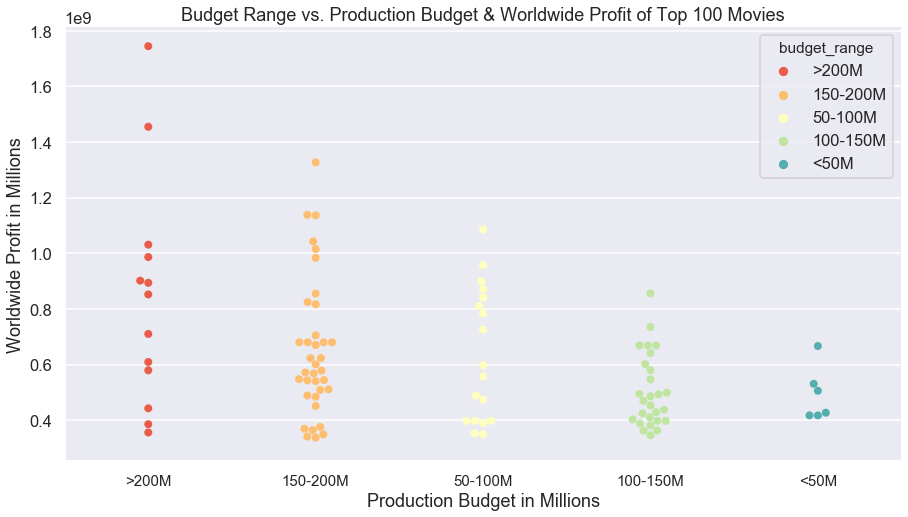 Budget Range vs. Production Budget & Worldwide Profit of Top 100 Movies
1e9
1.8
1.6
1.4
1.2
1.0
0.8
0.6
0.4
Worldwide Profit in Millions
budget_range
>200M
150-200M
50-100M
100-150M
<50M
>200M 150-200M 50-100M 100-150M <50M
Production Budget in Millions